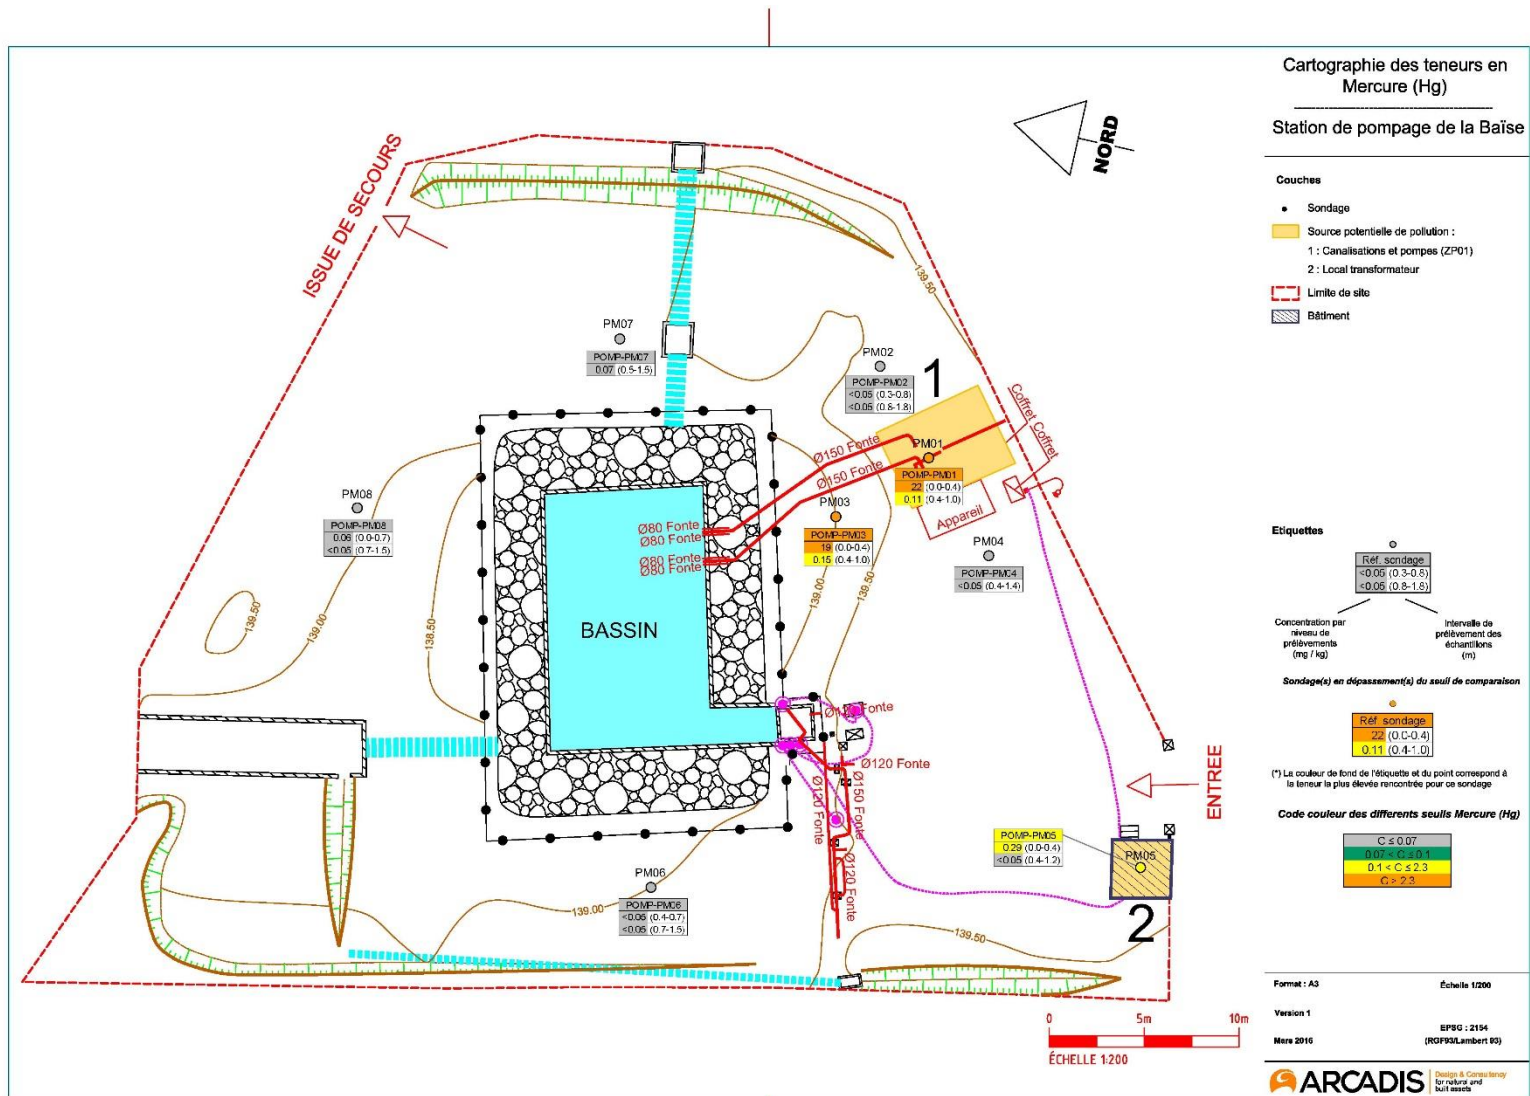 Cartographie des teneurs en
Mercure (Hg)
Station de pompage de la Baïse
Couches
Sondage
Source potentielle de pollution :
1 : Canalisations et pompes (ZP01)
2 : Local transformateur
Limite de site
Bâtiment
NORD
ISSUE DE SECOURS
139.50
PM07
POMP-PM07
0.07 (0.5-1.5)
PM02
POMP-PM02
<0.05 (0.3-0.8)
<0.05 (0.8-1.8)
1
Coffret Coffret
Ø150 Fonte
Ø150 Fonte
PM01
POMP-PM01
22 (0.0-0.4)
0.11 (0.4-1.0)
Appareil
PM08
POMP-PM08
0.06 (0.0-0.7)
<0.05 (0.7-1.5)
PM03
POMP-PM03
19 (0.0-0.4)
0.15 (0.4-1.0)
Ø80 Fonte
Ø80 Fonte
Ø80 Fonte
Ø80 Fonte
PM04
POMP-PM04
<0.05 (0.4-1.4)
139.00
139.50
139.50
139.00
138.50
BASSIN
Ø120 Fonte
Ø120 Fonte
Ø150 Fonte
Ø120 Fonte
Ø120 Fonte
ENTREE
POMP-PM05
0.29 (0.0-0.4)
<0.05 (0.4-1.2)
PM05
2
PM06
POMP-PM06
<0.05 (0.4-0.7)
<0.05 (0.7-1.5)
139.00
139.50
0 5m 10m
ÉCHELLE 1:200
Etiquettes
Réf. sondage
<0.05 (0.3-0.8)
<0.05 (0.8-1.8)
Concentration par
niveau de
prélèvements
(mg / kg)
Intervalle de
prélèvement des
échantillons
(m)
Sondage(s) en dépassement(s) du seuil de comparaison
Réf. sondage
22 (0.0-0.4)
0.11 (0.4-1.0)
(*) La couleur de fond de l'étiquette et du point correspond à
la teneur la plus élevée rencontrée pour ce sondage
Code couleur des differents seuils Mercure (Hg)
C ≤ 0.07
0.07 < C ≤ 0.1
0.1 < C ≤ 2.3
C > 2.3
Format : A3
Échelle 1/200
Version 1
EPSG : 2154
Mars 2016
(RGF93/Lambert 93)
ARCADIS
Design & Consultancy
for natural and
built assets